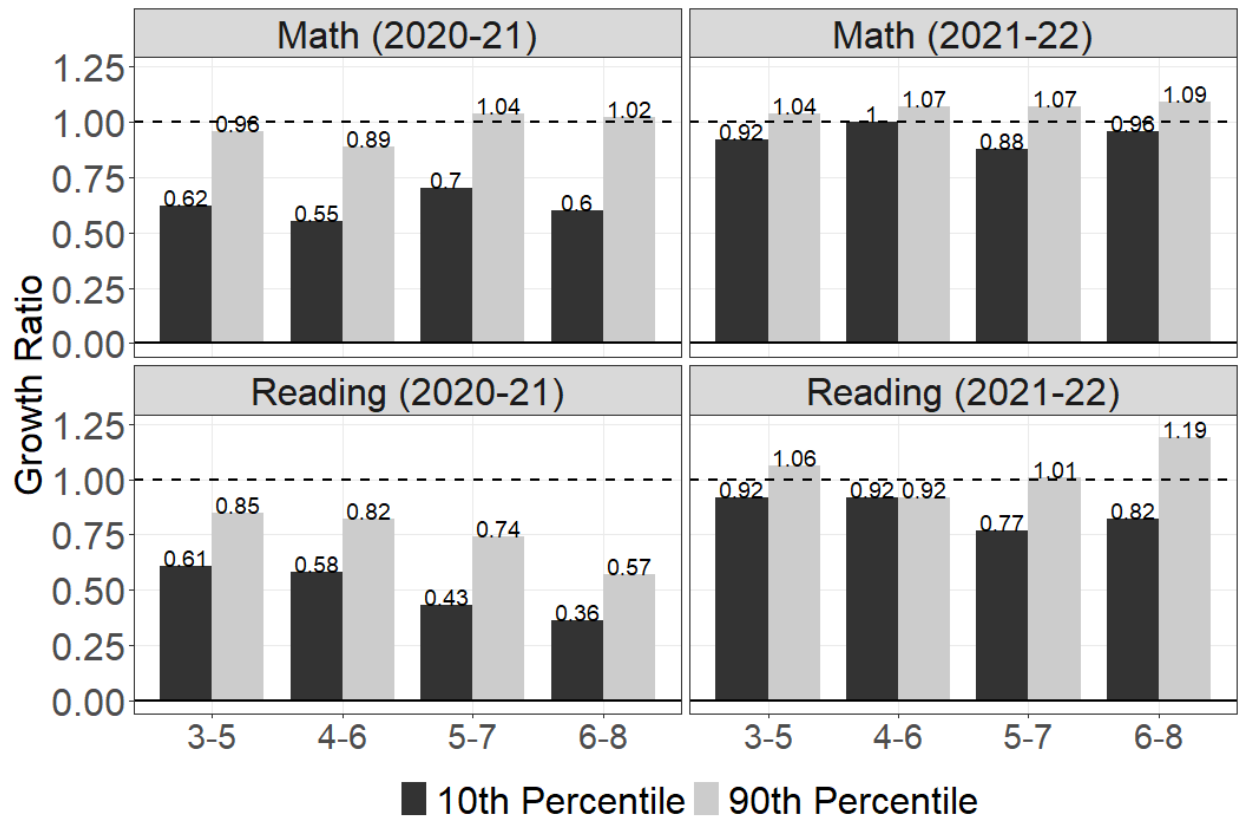 Math (2020-21) Math (2021-22)
1.25
1.00
0.75
0.50
0.25
0.00
0.62 0.96 0.55 0.89 0.7 1.04 0.6 1.02
0.92 1.04 1 1.07 0.88 1.07 0.96 1.09
Growth Ratio
Reading (2020-21) Reading (2021-22)
1.25
1.00
0.75
0.50
0.25
0.00
0.61 0.85 0.58 0.82 0.43 0.74 0.36 0.57
0.92 1.06 0.92 0.92 0.77 1.01 0.82 1.19
3-5 4-6 5-7 6-8 3-5 4-6 5-7 6-8
10th Percentile 90th Percentile